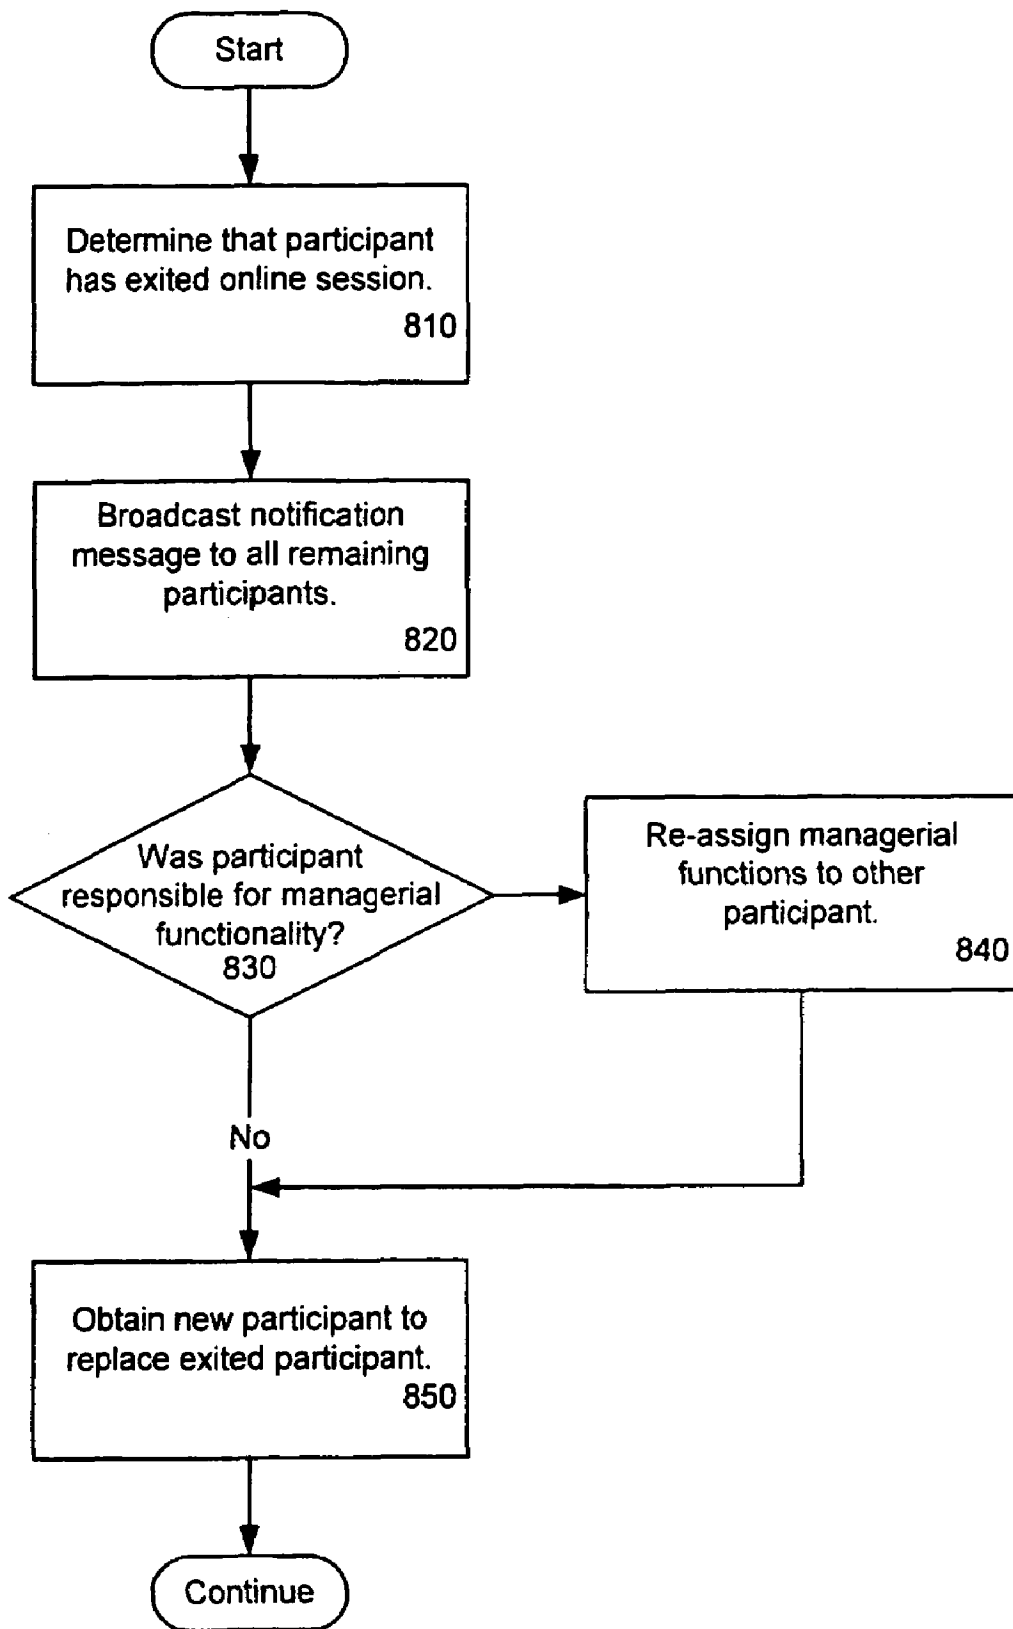 Start
Determine that participant
has exited online session.
810
Broadcast notification
message to all remaining
participants.
820
Was participant
responsible for managerial
functionality?
830
Re-assign managerial
functions to other
participant.
840
No
Obtain new participant to
replace exited participant.
850
Continue